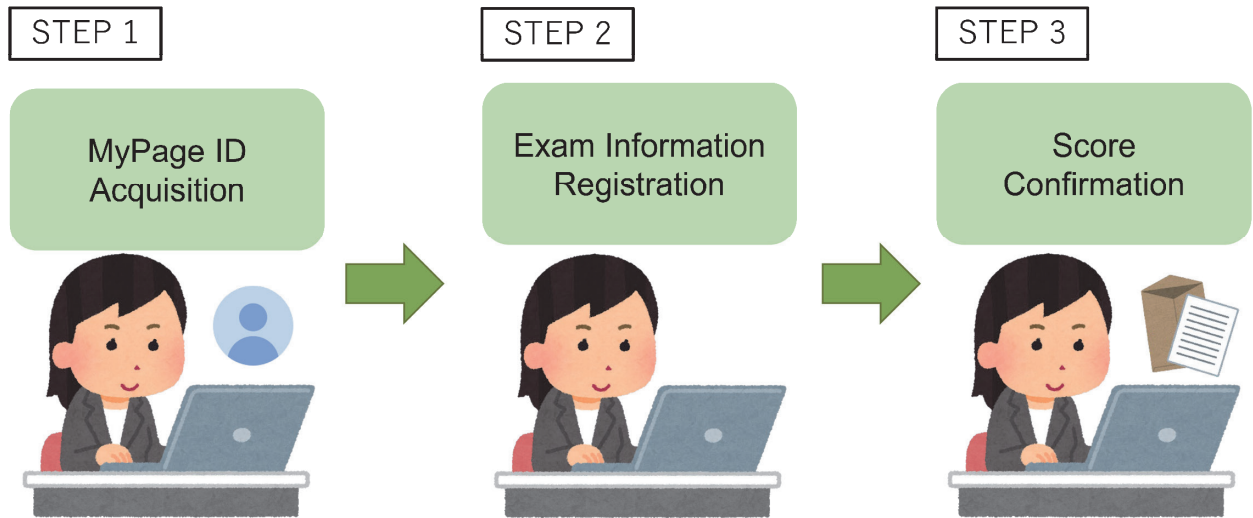 STEP 1
MyPage ID
Acquisition
STEP 2
Exam Information
Registration
STEP 3
Score
Confirmation